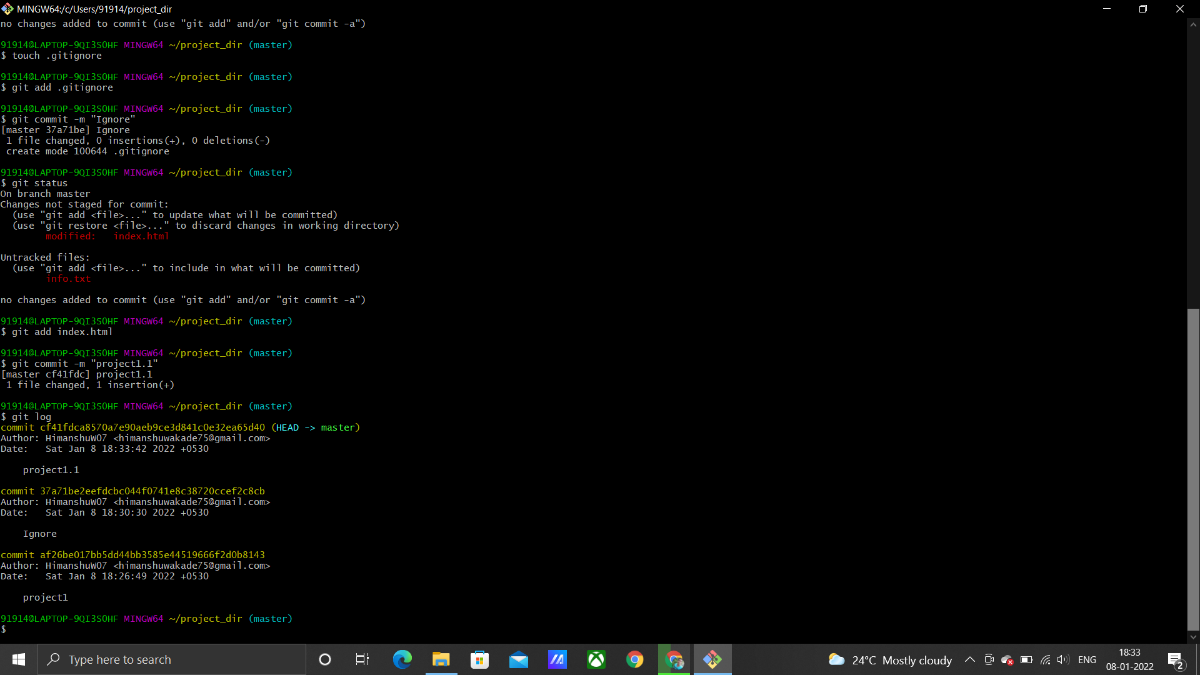 MINGW64:/c/Users/91914/project_dir
no changes added to commit (use "git add" and/or "git commit -a")
91914@LAPTOP-9QI3SOHF MINGW64 ~/project_dir (master)
$ touch .gitignore
91914@LAPTOP-9QI3SOHF MINGW64 ~/project_dir (master)
$ git add .gitignore
91914@LAPTOP-9QI3SOHF MINGW64 ~/project_dir (master)
$ git commit -m "Ignore"
[master 37a71be] Ignore
1 file changed, 0 insertions(+), 0 deletions(-)
create mode 100644 .gitignore
91914@LAPTOP-9QI3SOHF MINGW64 ~/project_dir (master)
$ git status
On branch master
Changes not staged for commit:
(use "git add <file>..." to update what will be committed)
(use "git restore <file>..." to discard changes in working directory)
modified: index.html
Untracked files:
(use "git add <file>..." to include in what will be committed)
info.txt
no changes added to commit (use "git add" and/or "git commit -a")
91914@LAPTOP-9QI3SOHF MINGW64 ~/project_dir (master)
$ git add index.html
91914@LAPTOP-9QI3SOHF MINGW64 ~/project_dir (master)
$ git commit -m "project1.1"
[master cf41fdc] project1.1
1 file changed, 1 insertion(+)
91914@LAPTOP-9QI3SOHF MINGW64 ~/project_dir (master)
$ git log
commit cf41fdca8570a7e90aeb9ce3d841c0e32ea65d40 (HEAD -> master)
Author: HimanshuW07 <himanshuwakade75@gmail.com>
Date: Sat Jan 8 18:33:42 2022 +0530
project1.1
commit 37a71be2eefdcbc044f0741e8c38720ccef2c8cb
Author: HimanshuW07 <himanshuwakade75@gmail.com>
Date: Sat Jan 8 18:30:30 2022 +0530
Ignore
commit af26be017bb5dd44bb3585e44519666f2d0b8143
Author: HimanshuW07 <himanshuwakade75@gmail.com>
Date: Sat Jan 8 18:26:49 2022 +0530
project1
91914@LAPTOP-9QI3SOHF MINGW64 ~/project_dir (master)
$
Type here to search
24°C Mostly cloudy
ENG
18:33
08-01-2022
2